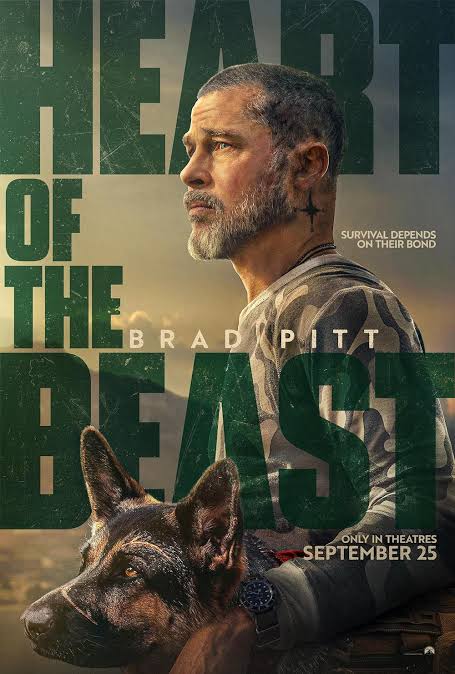 HEART
OF
THE
BEAST
SURVIVAL DEPENDS
ON THEIR BOND
BRAD PITT
ONLY IN THEATRES
SEPTEMBER 25